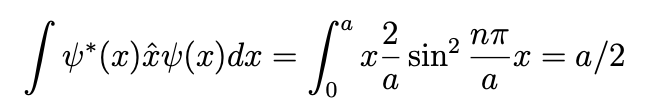 ∫ ψ*(x)x̂ψ(x)dx = ∫₀ᵃ x 2/a sin² nπ/a x = a/2